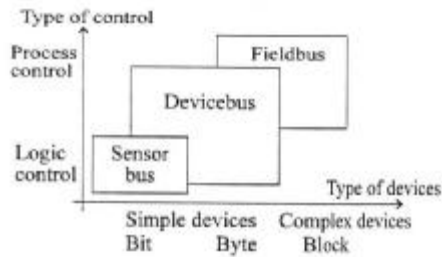 Type of control
Process
control
Fieldbus
Devicebus
Logic
control
Sensor
bus
Type of devices
Simple devices Complex devices
Bit Byte Block